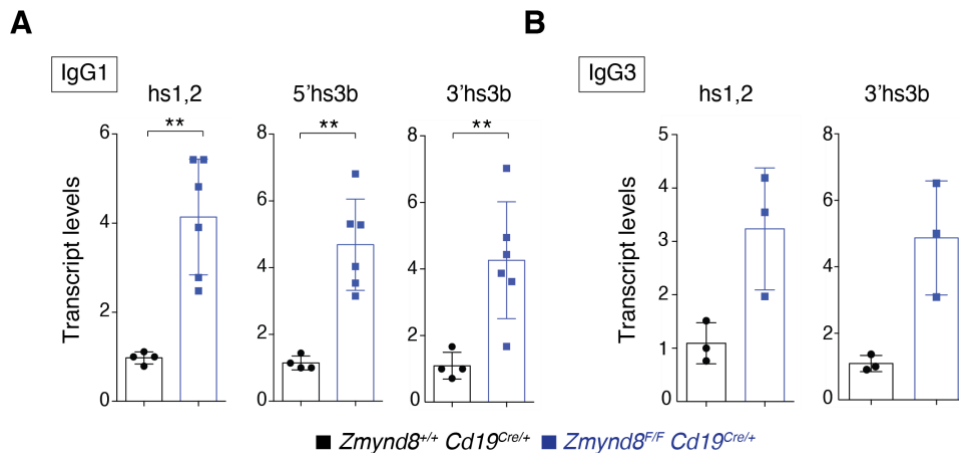 A
B
IgG1
IgG3
hs1,2
5'hs3b
3'hs3b
hs1,2
3'hs3b
**
**
**
Transcript levels
6
4
2
0
8
6
4
2
0
8
6
4
2
0
Transcript levels
5
4
3
2
1
0
8
6
4
2
0
Zmynd8+/+ Cd19Cre/+
Zmynd8F/F Cd19Cre/+